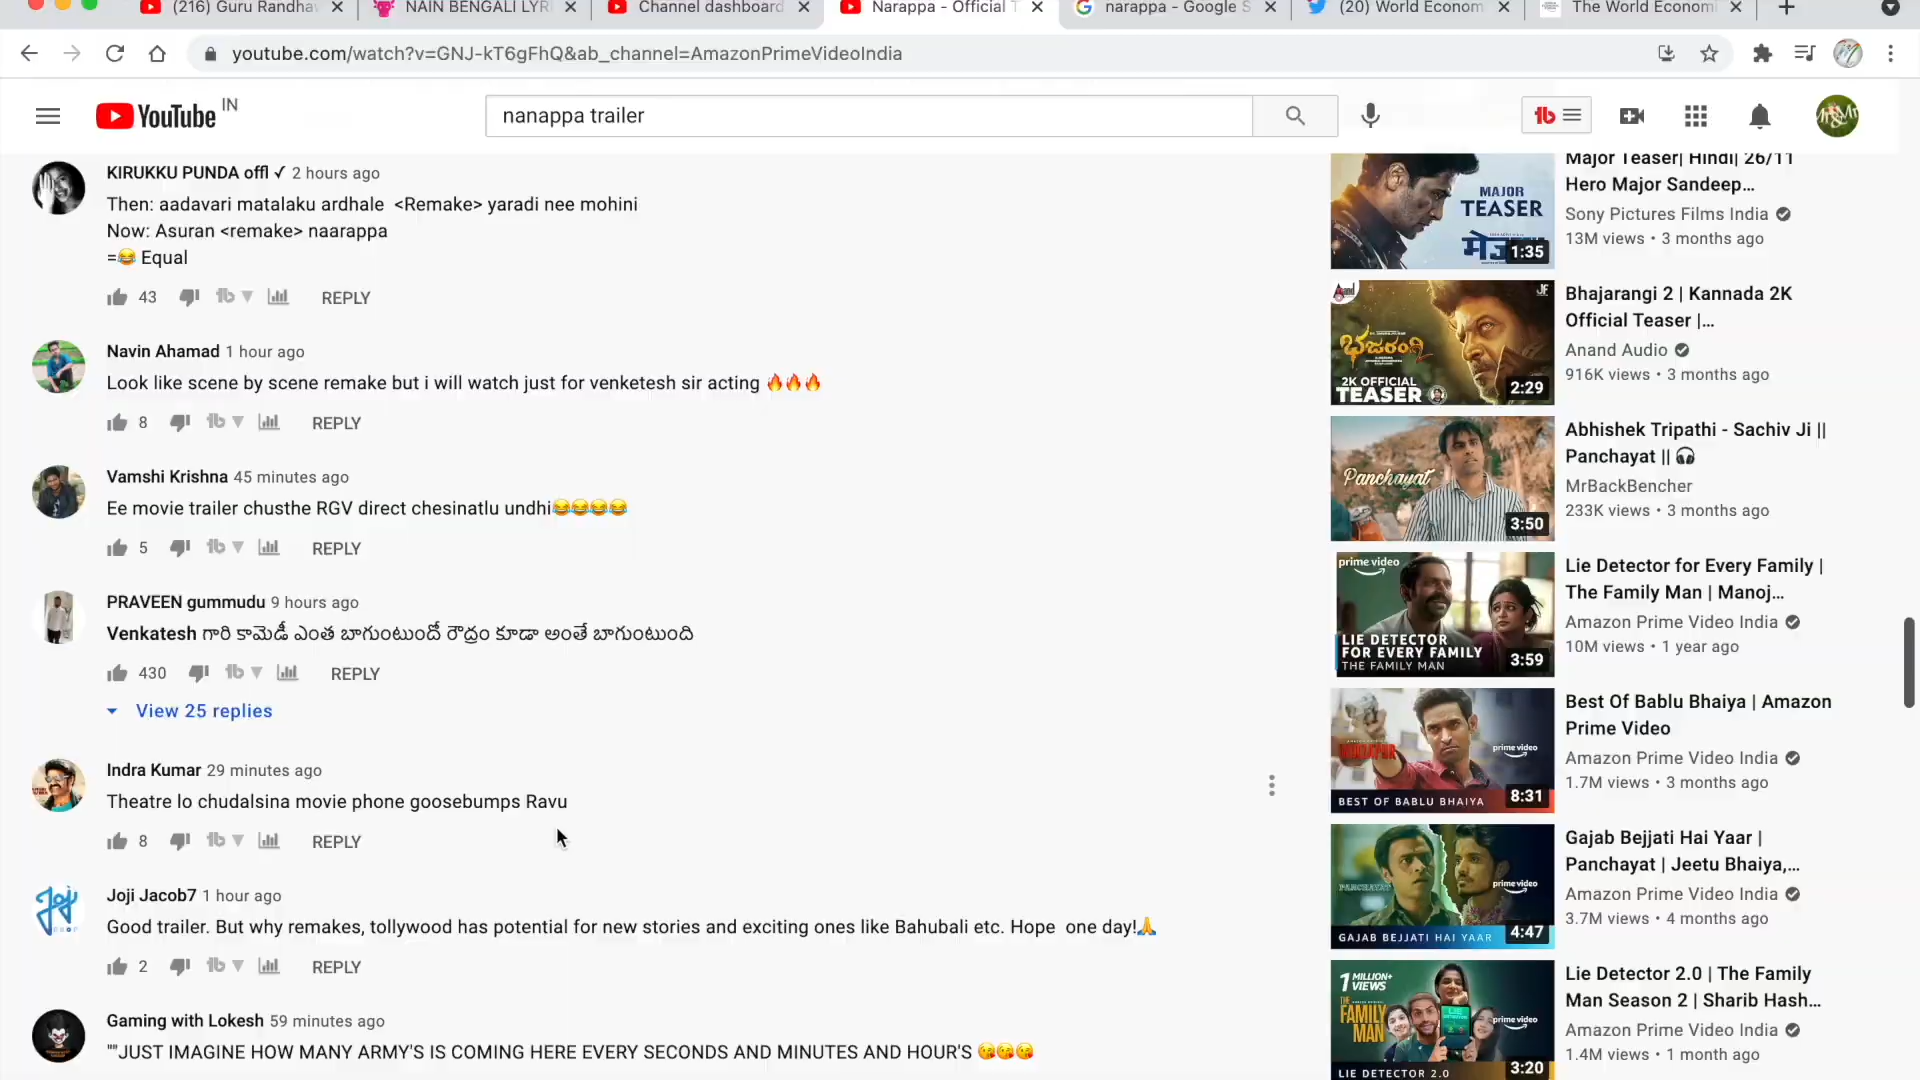 (216) Guru Randha
NAIN BENGALI LYRI
Channel dashboard
Narappa - Official T
narappa - Google S
(20) World Econom
The World Economi
youtube.com/watch?v=GNJ-kT6gFhQ&ab_channel=AmazonPrimeVideoIndia
YouTube IN
nanappa trailer
KIRUKKU PUNDA offl ✓ 2 hours ago
Then: aadavari matalaku ardhale <Remake> yaradi nee mohini
Now: Asuran <remake> naarappa
=😂 Equal
43 REPLY
Navin Ahamad 1 hour ago
Look like scene by scene remake but i will watch just for venketesh sir acting 🔥🔥🔥
8 REPLY
Vamshi Krishna 45 minutes ago
Ee movie trailer chusthe RGV direct chesinatlu undhi😂😂😂😂
5 REPLY
PRAVEEN gummudu 9 hours ago
Venkatesh గారి కామెడీ ఎంత బాగుంటుందో రౌద్రం కూడా అంతే బాగుంటుంది
430 REPLY
View 25 replies
Indra Kumar 29 minutes ago
Theatre lo chudalsina movie phone goosebumps Ravu
8 REPLY
Joji Jacob7 1 hour ago
Good trailer. But why remakes, tollywood has potential for new stories and exciting ones like Bahubali etc. Hope one day!🙏
2 REPLY
Gaming with Lokesh 59 minutes ago
""JUST IMAGINE HOW MANY ARMY'S IS COMING HERE EVERY SECONDS AND MINUTES AND HOUR'S 😘😘😘
MAJOR
TEASER
1:35
Major Teaser| Hindi| 26/11
Hero Major Sandeep...
Sony Pictures Films India
13M views • 3 months ago
ಭಜರಂಗಿ
2K OFFICIAL
TEASER
2:29
Bhajarangi 2 | Kannada 2K
Official Teaser |...
Anand Audio
916K views • 3 months ago
Panchayat
3:50
Abhishek Tripathi - Sachiv Ji ||
Panchayat || 🎧
MrBackBencher
233K views • 3 months ago
prime video
LIE DETECTOR
FOR EVERY FAMILY
THE FAMILY MAN
3:59
Lie Detector for Every Family |
The Family Man | Manoj...
Amazon Prime Video India
10M views • 1 year ago
prime video
BEST OF BABLU BHAIYA
8:31
Best Of Bablu Bhaiya | Amazon
Prime Video
Amazon Prime Video India
1.7M views • 3 months ago
PANCHAYAT
prime video
GAJAB BEJJATI HAI YAAR
4:47
Gajab Bejjati Hai Yaar |
Panchayat | Jeetu Bhaiya,...
Amazon Prime Video India
3.7M views • 4 months ago
1 MILLION+
VIEWS
THE
FAMILY
MAN
prime video
LIE DETECTOR 2.0
3:20
Lie Detector 2.0 | The Family
Man Season 2 | Sharib Hash...
Amazon Prime Video India
1.4M views • 1 month ago